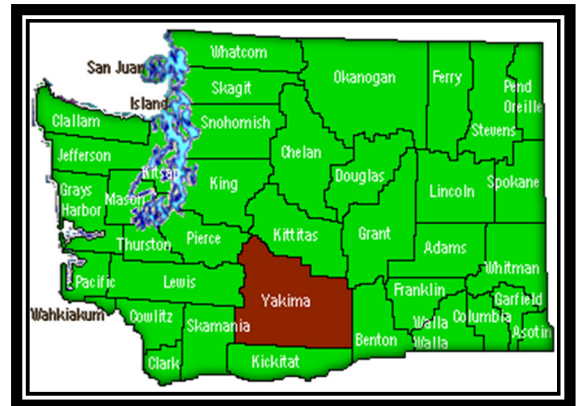 Whatcom
San Juan
Okanogan
Ferry
Pend
Oreille
Skagit
Island
Snohomish
Stevens
Clallam
Chelan
Jefferson
Kitsap
Douglas
King
Lincoln
Spokane
Grays
Harbor
Mason
Grant
Thurston
Pierce
Kittitas
Adams
Whitman
Pacific
Lewis
Yakima
Franklin
Garfield
Wahkiakum
Cowlitz
Skamania
Walla
Walla
Columbia
Asotin
Benton
Clark
Kickitat